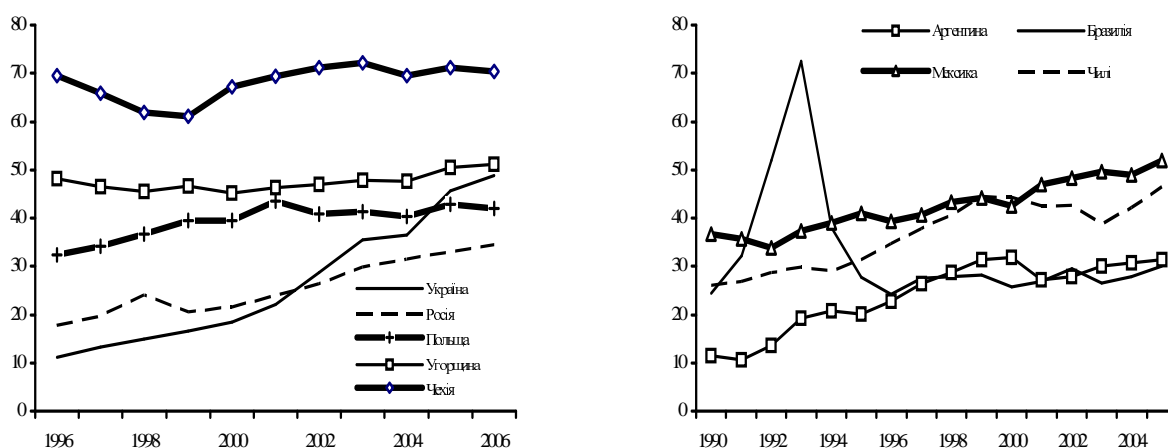 80
70
60
50
40
30
20
10
0
1996 1998 2000 2002 2004 2006
Україна
Росія
Польща
Угорщина
Чехія
80
70
60
50
40
30
20
10
0
1990 1992 1994 1996 1998 2000 2002 2004
Аргентина Бразилія
Мексика Чилі